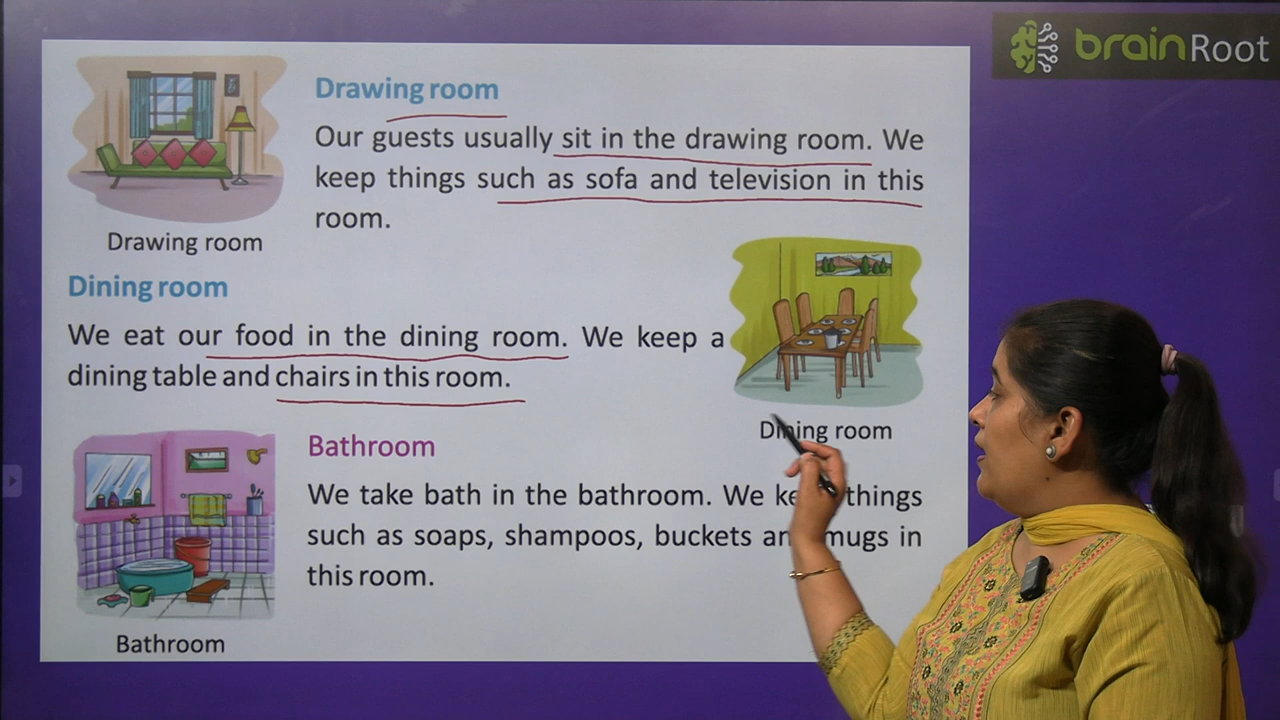 brainRoot
Drawing room
Our guests usually sit in the drawing room. We
keep things such as sofa and television in this
room.
Drawing room
Dining room
We eat our food in the dining room. We keep a
dining table and chairs in this room.
Dining room
Bathroom
We take bath in the bathroom. We things
such as soaps, shampoos, buckets mugs in
this room.
Bathroom